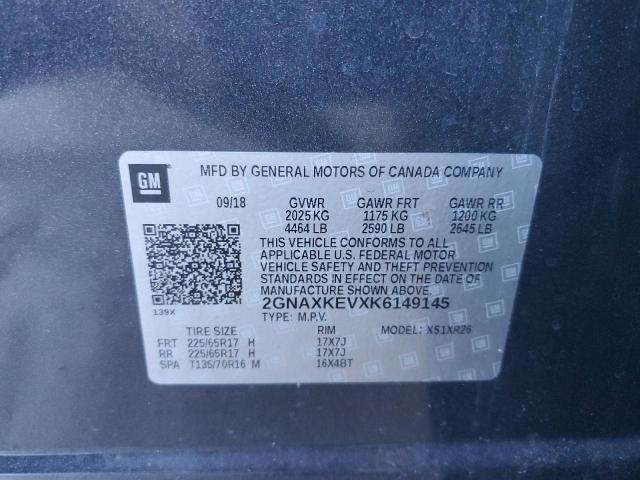 GM
MFD BY GENERAL MOTORS OF CANADA COMPANY
09/18 GVWR GAWR FRT GAWR RR
2025 KG 1175 KG 1200 KG
4464 LB 2590 LB 2645 LB
THIS VEHICLE CONFORMS TO ALL
APPLICABLE U.S. FEDERAL MOTOR
VEHICLE SAFETY AND THEFT PREVENTION
STANDARDS IN EFFECT ON THE DATE OF
MANUFACTURE SHOWN ABOVE.
2GNAXKEVXK6149145
139X
TYPE: M.P.V.
TIRE SIZE RIM MODEL: X51XR26
FRT 225/65R17 H 17X7J
RR 225/65R17 H 17X7J
SPA T135/70R16 M 16X4BT